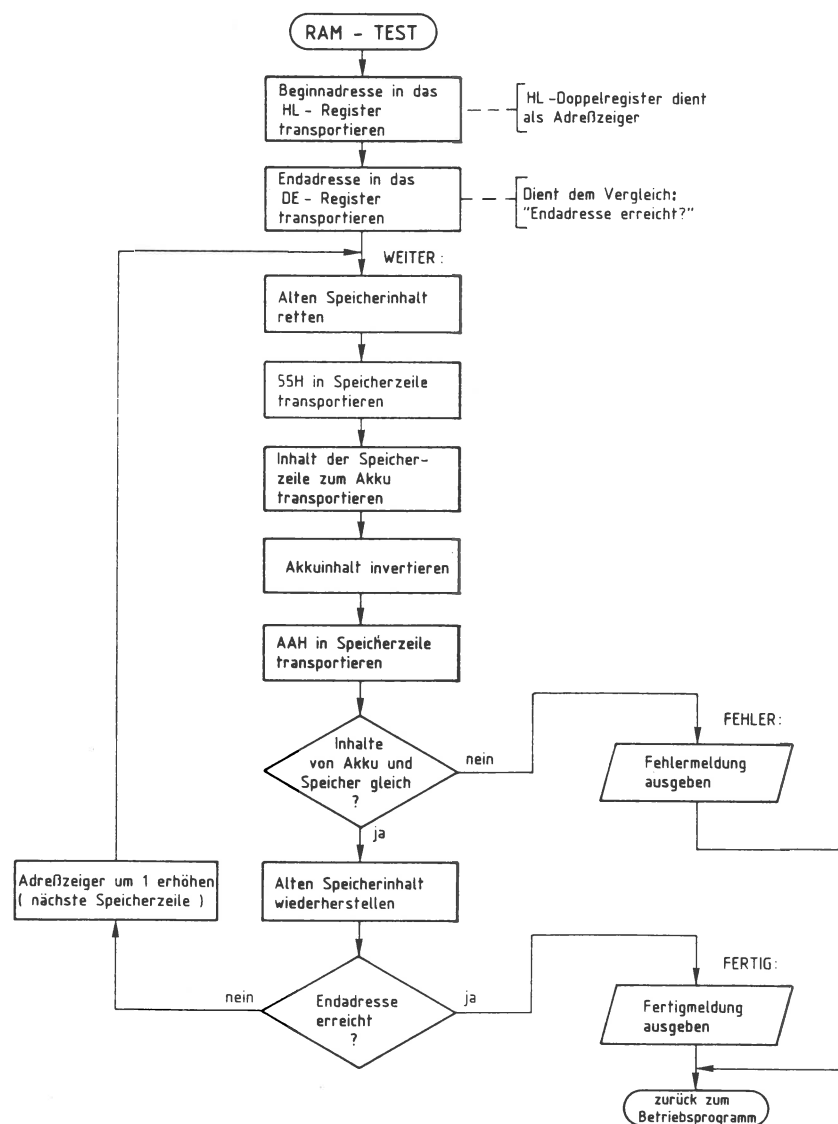 RAM - TEST
Beginnadresse in das
HL - Register
transportieren
HL-Doppelregister dient
als Adreßzeiger
Endadresse in das
DE - Register
transportieren
Dient dem Vergleich:
"Endadresse erreicht?"
WEITER:
Alten Speicherinhalt
retten
55H in Speicherzeile
transportieren
Inhalt der Speicher-
zeile zum Akku
transportieren
Akkuinhalt invertieren
AAH in Speicherzeile
transportieren
Inhalte
von Akku und
Speicher gleich
?
nein
FEHLER:
Fehlermeldung
ausgeben
ja
Adreßzeiger um 1 erhöhen
( nächste Speicherzeile )
Alten Speicherinhalt
wiederherstellen
nein
Endadresse
erreicht
?
ja
FERTIG:
Fertigmeldung
ausgeben
zurück zum
Betriebsprogramm